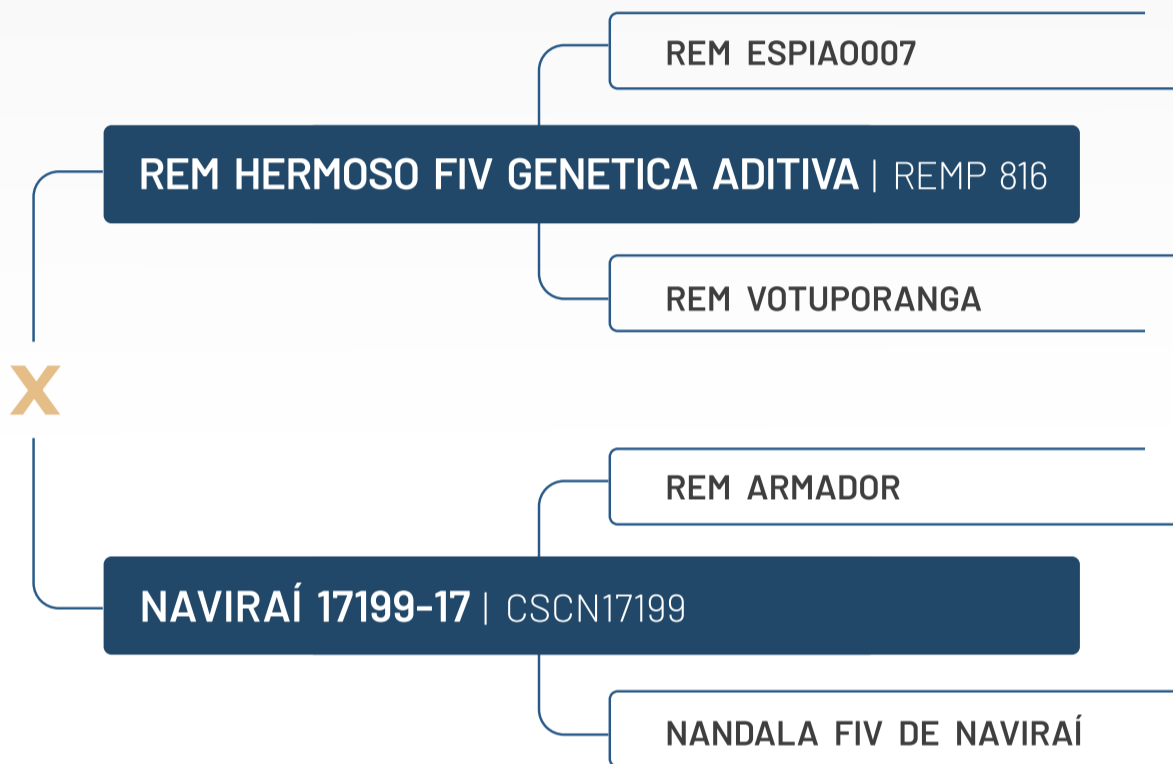 REM ESPIAO007
REM HERMOSO FIV GENETICA ADITIVA | REMP 816
REM VOTUPORANGA
X
REM ARMADOR
NAVIRAÍ 17199-17 | CSCN17199
NANDALA FIV DE NAVIRAÍ